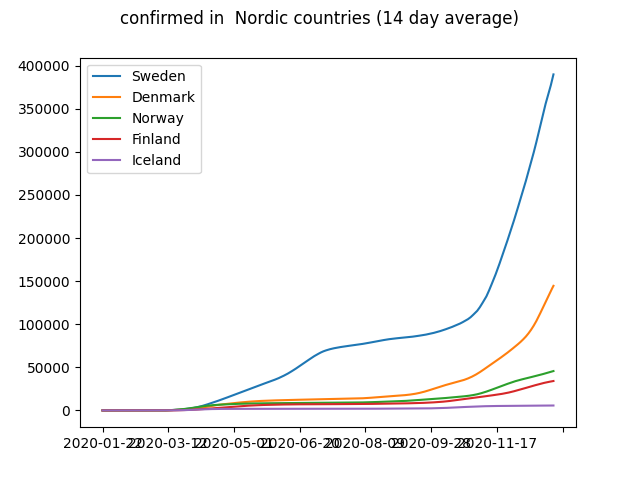 confirmed in  Nordic countries (14 day average)
400000
350000
300000
250000
200000
150000
100000
50000
0
Sweden
Denmark
Norway
Finland
Iceland
2020-01-22 2020-03-12 2020-05-01 2020-06-20 2020-08-09 2020-09-28 2020-11-17